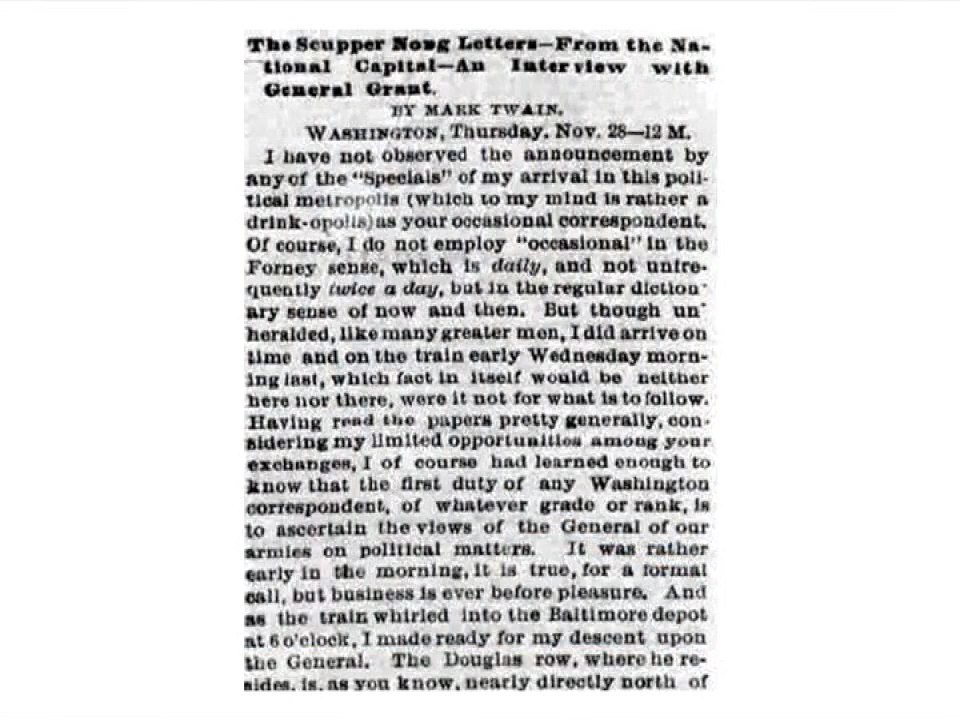 The Scupper Nong Letters—From the Na-
tional Capital—An Interview with
General Grant.
BY MARK TWAIN.
WASHINGTON, Thursday, Nov. 28—12 M.
I have not observed the announcement by
any of the "Specials" of my arrival in this poli-
tical metropolis (which to my mind is rather a
drink-opolis) as your occasional correspondent.
Of course, I do not employ "occasional" in the
Forney sense, which is daily, and not unfre-
quently twice a day, but in the regular diction-
ary sense of now and then. But though un-
heralded, like many greater men, I did arrive on
time and on the train early Wednesday morn-
ing last, which fact in itself would be neither
here nor there, were it not for what is to follow.
Having read the papers pretty generally, con-
sidering my limited opportunities among your
exchanges, I of course had learned enough to
know that the first duty of any Washington
correspondent, of whatever grade or rank, is
to ascertain the views of the General of our
armies on political matters. It was rather
early in the morning, it is true, for a formal
call, but business is ever before pleasure. And
as the train whirled into the Baltimore depot
at 6 o'clock, I made ready for my descent upon
the General. The Douglas row, where he re-
sides, is, as you know, nearly directly north of